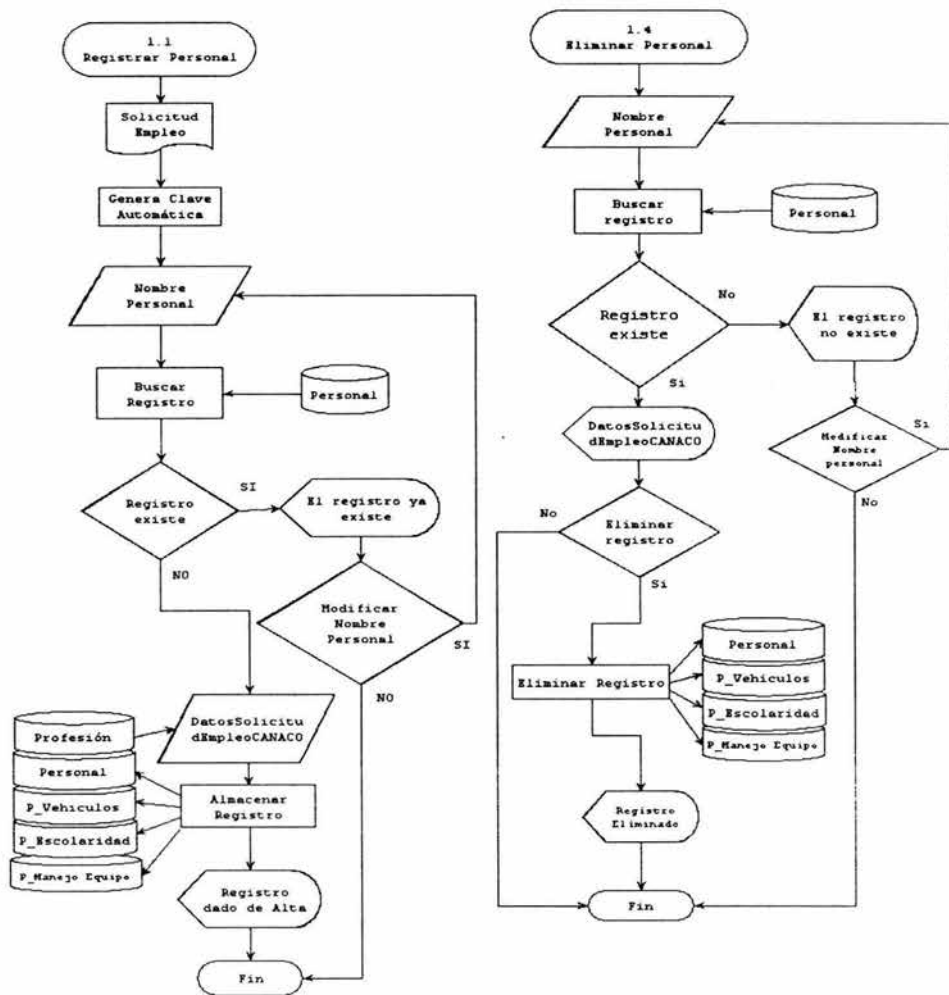 1.1
Registrar Personal
Solicitud
Empleo
Genera Clave
Automática
Nombre
Personal
Buscar
Registro
Personal
Registro
existe
SI
El registro ya
existe
NO
Modificar
Nombre
Personal
SI
NO
DatosSolicitu
dEmpleoCANACO
Profesión
Personal
P_Vehiculos
P_Escolaridad
P_Manejo Equipo
Almacenar
Registro
Registro
dado de Alta
Fin
1.4
Eliminar Personal
Nombre
Personal
Buscar
registro
Personal
Registro
existe
No
El registro
no existe
Si
Modificar
Nombre
personal
Si
No
DatosSolicitu
dEmpleoCANACO
No
Eliminar
registro
Si
Eliminar Registro
Personal
P_Vehiculos
P_Escolaridad
P_Manejo Equipo
Registro
Eliminado
Fin